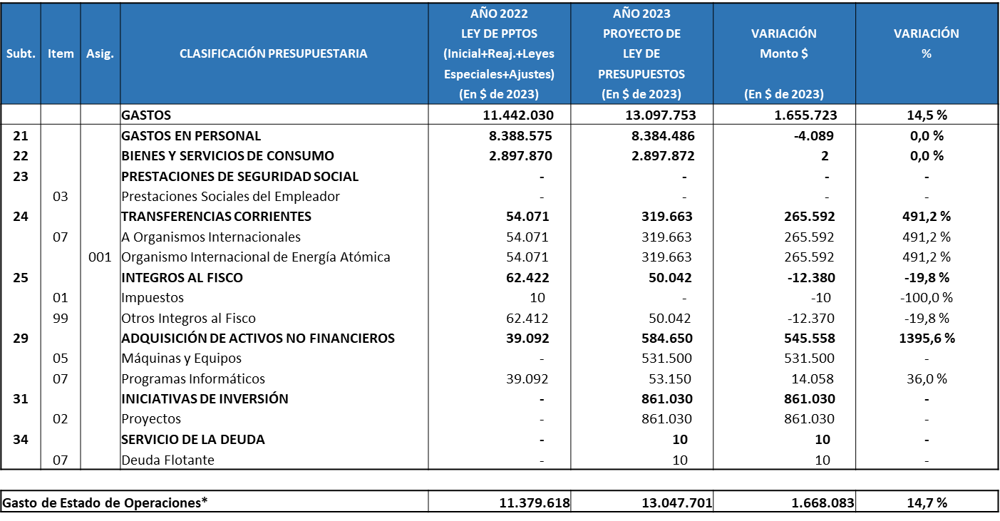 Subt. Item Asig. CLASIFICACIÓN PRESUPUESTARIA AÑO 2022 LEY DE PPTOS (Inicial+Reaj.+Leyes Especiales+Ajustes) (En $ de 2023) AÑO 2023 PROYECTO DE LEY DE PRESUPUESTOS (En $ de 2023) VARIACIÓN Monto $ (En $ de 2023) VARIACIÓN %
GASTOS 11.442.030 13.097.753 1.655.723 14,5 %
21 GASTOS EN PERSONAL 8.388.575 8.384.486 -4.089 0,0 %
22 BIENES Y SERVICIOS DE CONSUMO 2.897.870 2.897.872 2 0,0 %
23 PRESTACIONES DE SEGURIDAD SOCIAL - - - -
03 Prestaciones Sociales del Empleador - - - -
24 TRANSFERENCIAS CORRIENTES 54.071 319.663 265.592 491,2 %
07 A Organismos Internacionales 54.071 319.663 265.592 491,2 %
001 Organismo Internacional de Energía Atómica 54.071 319.663 265.592 491,2 %
25 INTEGROS AL FISCO 62.422 50.042 -12.380 -19,8 %
01 Impuestos 10 - -10 -100,0 %
99 Otros Integros al Fisco 62.412 50.042 -12.370 -19,8 %
29 ADQUISICIÓN DE ACTIVOS NO FINANCIEROS 39.092 584.650 545.558 1395,6 %
05 Máquinas y Equipos - 531.500 531.500 -
07 Programas Informáticos 39.092 53.150 14.058 36,0 %
31 INICIATIVAS DE INVERSIÓN - 861.030 861.030 -
02 Proyectos - 861.030 861.030 -
34 SERVICIO DE LA DEUDA - 10 10 -
07 Deuda Flotante - 10 10 -
Gasto de Estado de Operaciones* 11.379.618 13.047.701 1.668.083 14,7 %